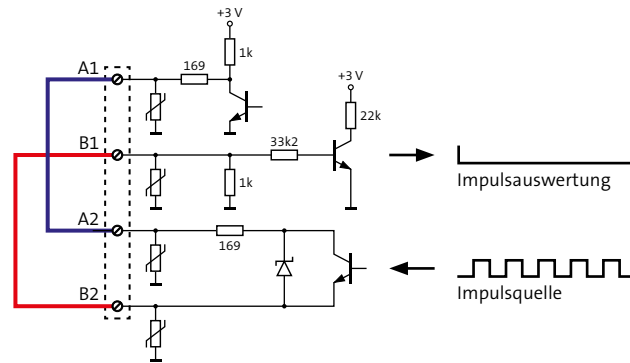 +3 V
1k
A1
169
+3 V
22k
B1
33k2
1k
Impulsauswertung
A2
169
B2
Impulsquelle